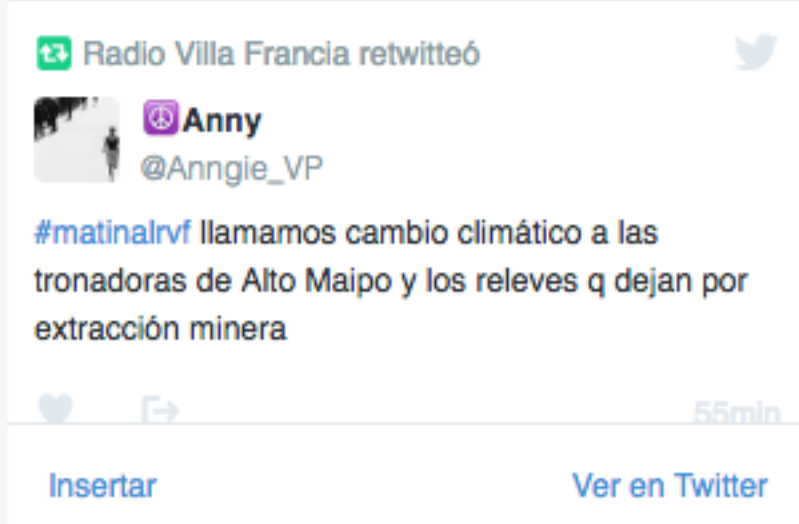 Radio Villa Francia retwitteó
Anny
@Anngie_VP
#matinalrvf llamamos cambio climático a las
tronadoras de Alto Maipo y los releves q dejan por
extracción minera
55min
Insertar
Ver en Twitter